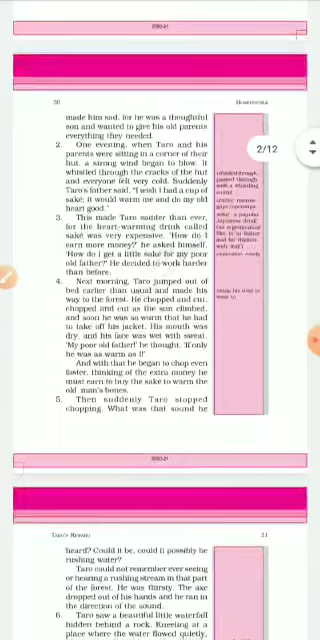 2020-21
30
HONEYSUCKLE
2/12
made him sad, for he was a thoughtful
son and wanted to give his old parents
everything they needed.
2. One evening, when Taro and his
parents were sitting in a corner of their
hut, a strong wind began to blow. It
whistled through the cracks of the hut
and everyone felt very cold. Suddenly
Taro's father said, "I wish I had a cup of
saké; it would warm me and do my old
heart good."
whistled through:
passed through
with a whistling
sound
3. This made Taro sadder than ever,
for the heart-warming drink called
saké was very expensive. 'How do I
earn more money?' he asked himself.
'How do I get a little saké for my poor
old father?' He decided to work harder
than before.
4. Next morning, Taro jumped out of
bed earlier than usual and made his
way to the forest. He chopped and cut,
chopped and cut as the sun climbed,
and soon he was so warm that he had
to take off his jacket. His mouth was
dry, and his face was wet with sweat.
'My poor old father!' he thought. 'If only
he was as warm as I!'
And with that he began to chop even
faster, thinking of the extra money he
must earn to buy the saké to warm the
old man's bones.
5. Then suddenly Taro stopped
chopping. What was that sound he
2020-21
TARO'S REWARD
31
heard? Could it be, could it possibly be
rushing water?
Taro could not remember ever seeing
or hearing a rushing stream in that part
of the forest. He was thirsty. The axe
dropped out of his hands and he ran in
the direction of the sound.
6. Taro saw a beautiful little waterfall
hidden behind a rock. Kneeling at a
place where the water flowed quietly,